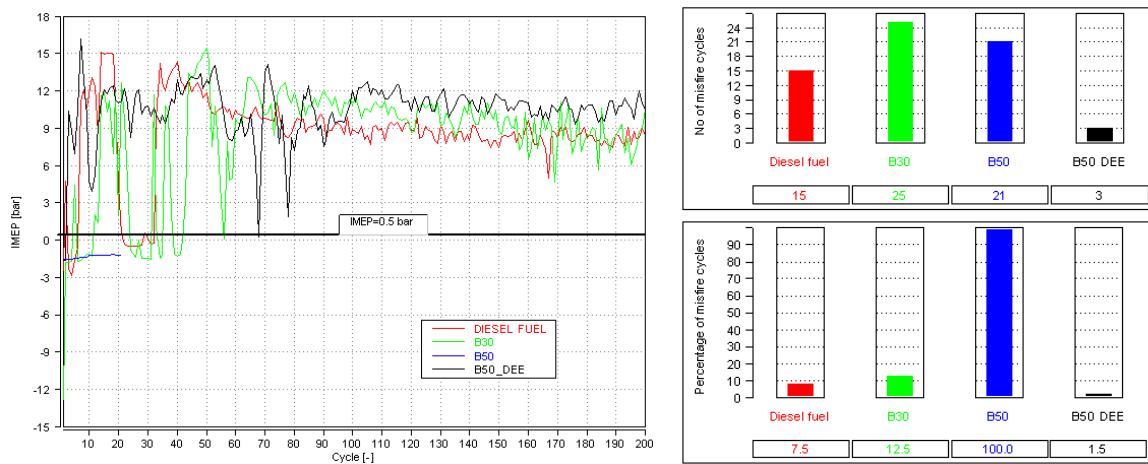 18
15
12
9
6
3
0
-3
-6
-9
-12
-15
IMEP [bar]
IMEP=0.5 bar
DIESEL FUEL
B30
B50
B50_DEE
10 20 30 40 50 60 70 80 90 100 110 120 130 140 150 160 170 180 190 200
Cycle [-]
No of misfire cycles
24
21
18
15
12
9
6
3
0
Diesel fuel B30 B50 B50 DEE
15 25 21 3
Percentage of misfire cycles
90
80
70
60
50
40
30
20
10
0
Diesel fuel B30 B50 B50 DEE
7.5 12.5 100.0 1.5